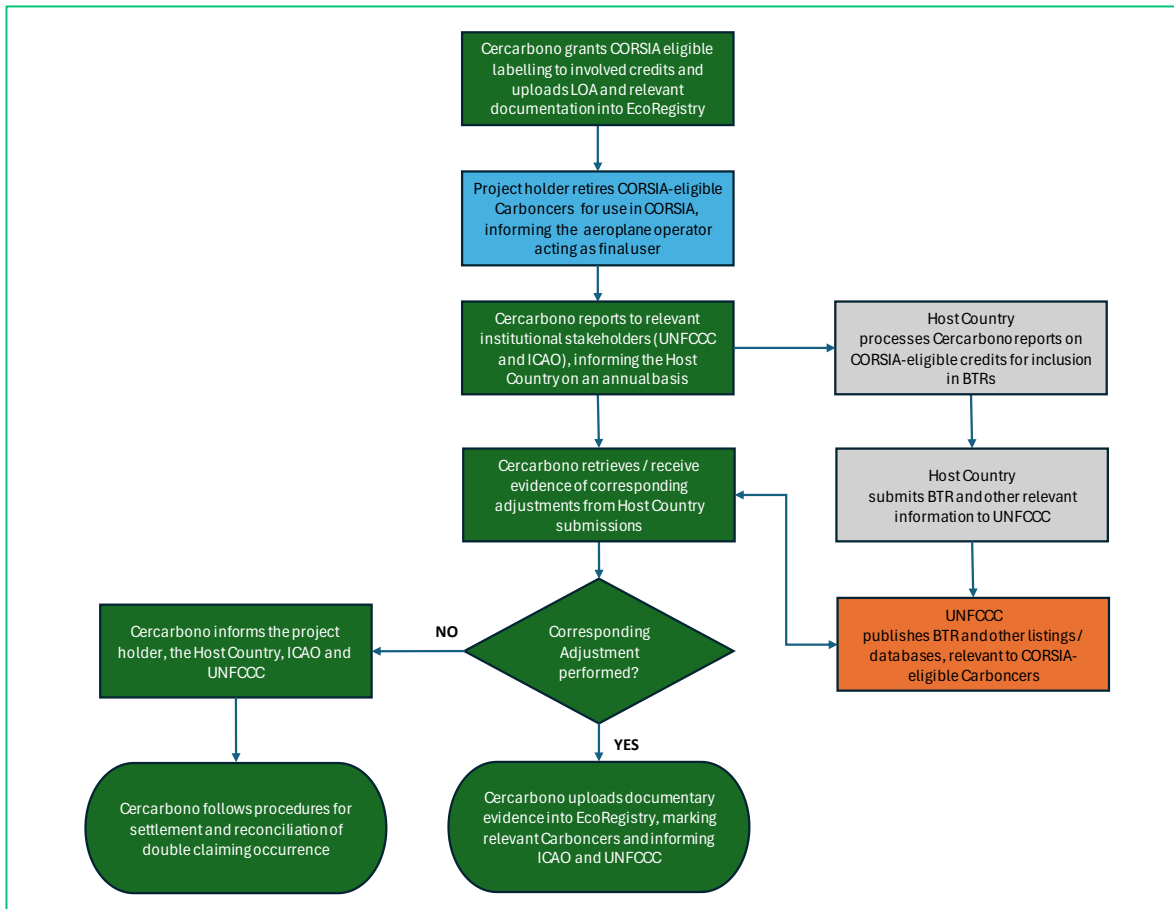 Cercarbono grants CORSIA eligible
labelling to involved credits and
uploads LOA and relevant
documentation into EcoRegistry
Project holder retires CORSIA-eligible
Carboncers for use in CORSIA,
informing the aeroplane operator
acting as final user
Cercarbono reports to relevant
institutional stakeholders (UNFCCC
and ICAO), informing the Host
Country on an annual basis
Host Country
processes Cercarbono reports on
CORSIA-eligible credits for inclusion
in BTRs
Cercarbono retrieves / receive
evidence of corresponding
adjustments from Host Country
submissions
Host Country
submits BTR and other relevant
information to UNFCCC
UNFCCC
publishes BTR and other listings/
databases, relevant to CORSIA-
eligible Carboncers
Corresponding
Adjustment
performed?
NO
Cercarbono informs the project
holder, the Host Country, ICAO and
UNFCCC
YES
Cercarbono follows procedures for
settlement and reconciliation of
double claiming occurrence
Cercarbono uploads documentary
evidence into EcoRegistry, marking
relevant Carboncers and informing
ICAO and UNFCCC